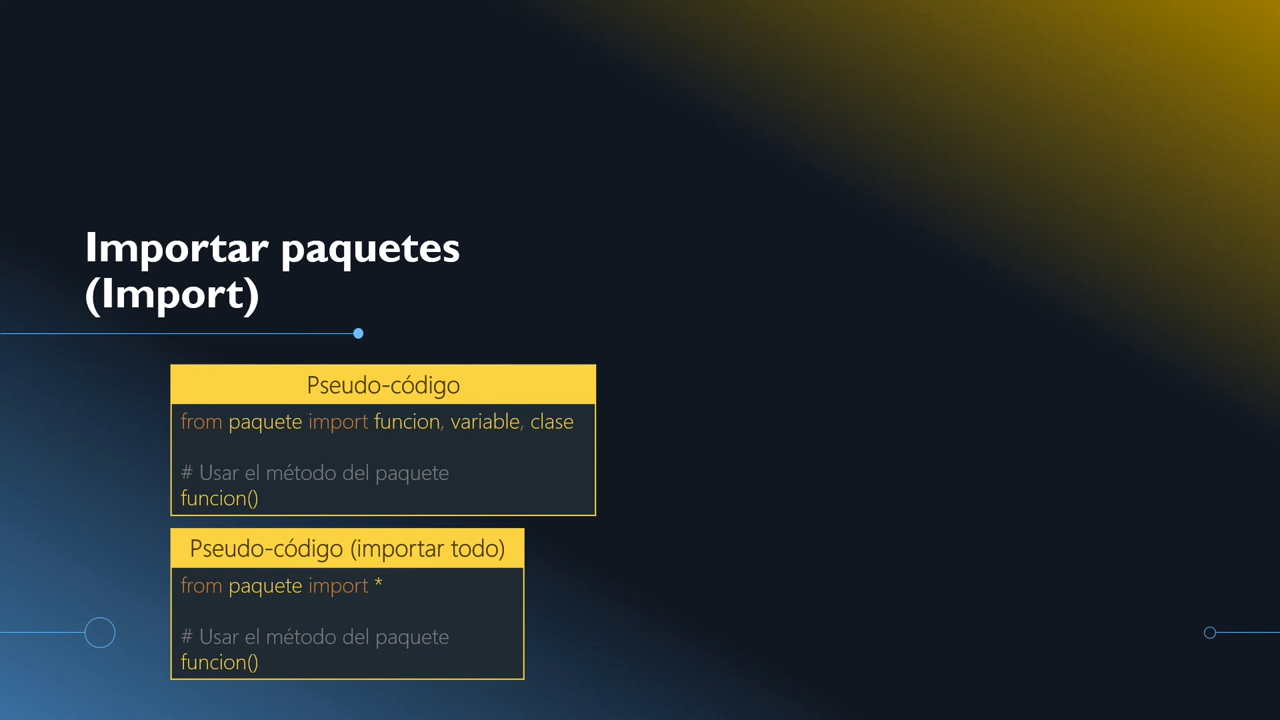 Importar paquetes
(Import)
Pseudo-código
from paquete import funcion, variable, clase
# Usar el método del paquete
funcion()
Pseudo-código (importar todo)
from paquete import *
# Usar el método del paquete
funcion()